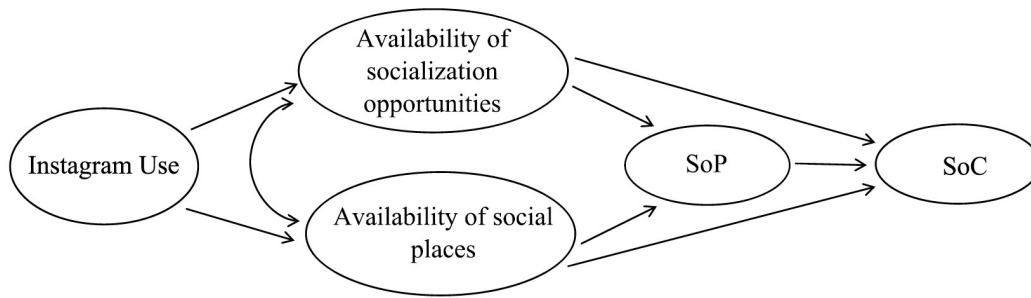 Availability of
socialization
opportunities
Instagram Use
SoP
SoC
Availability of social
places